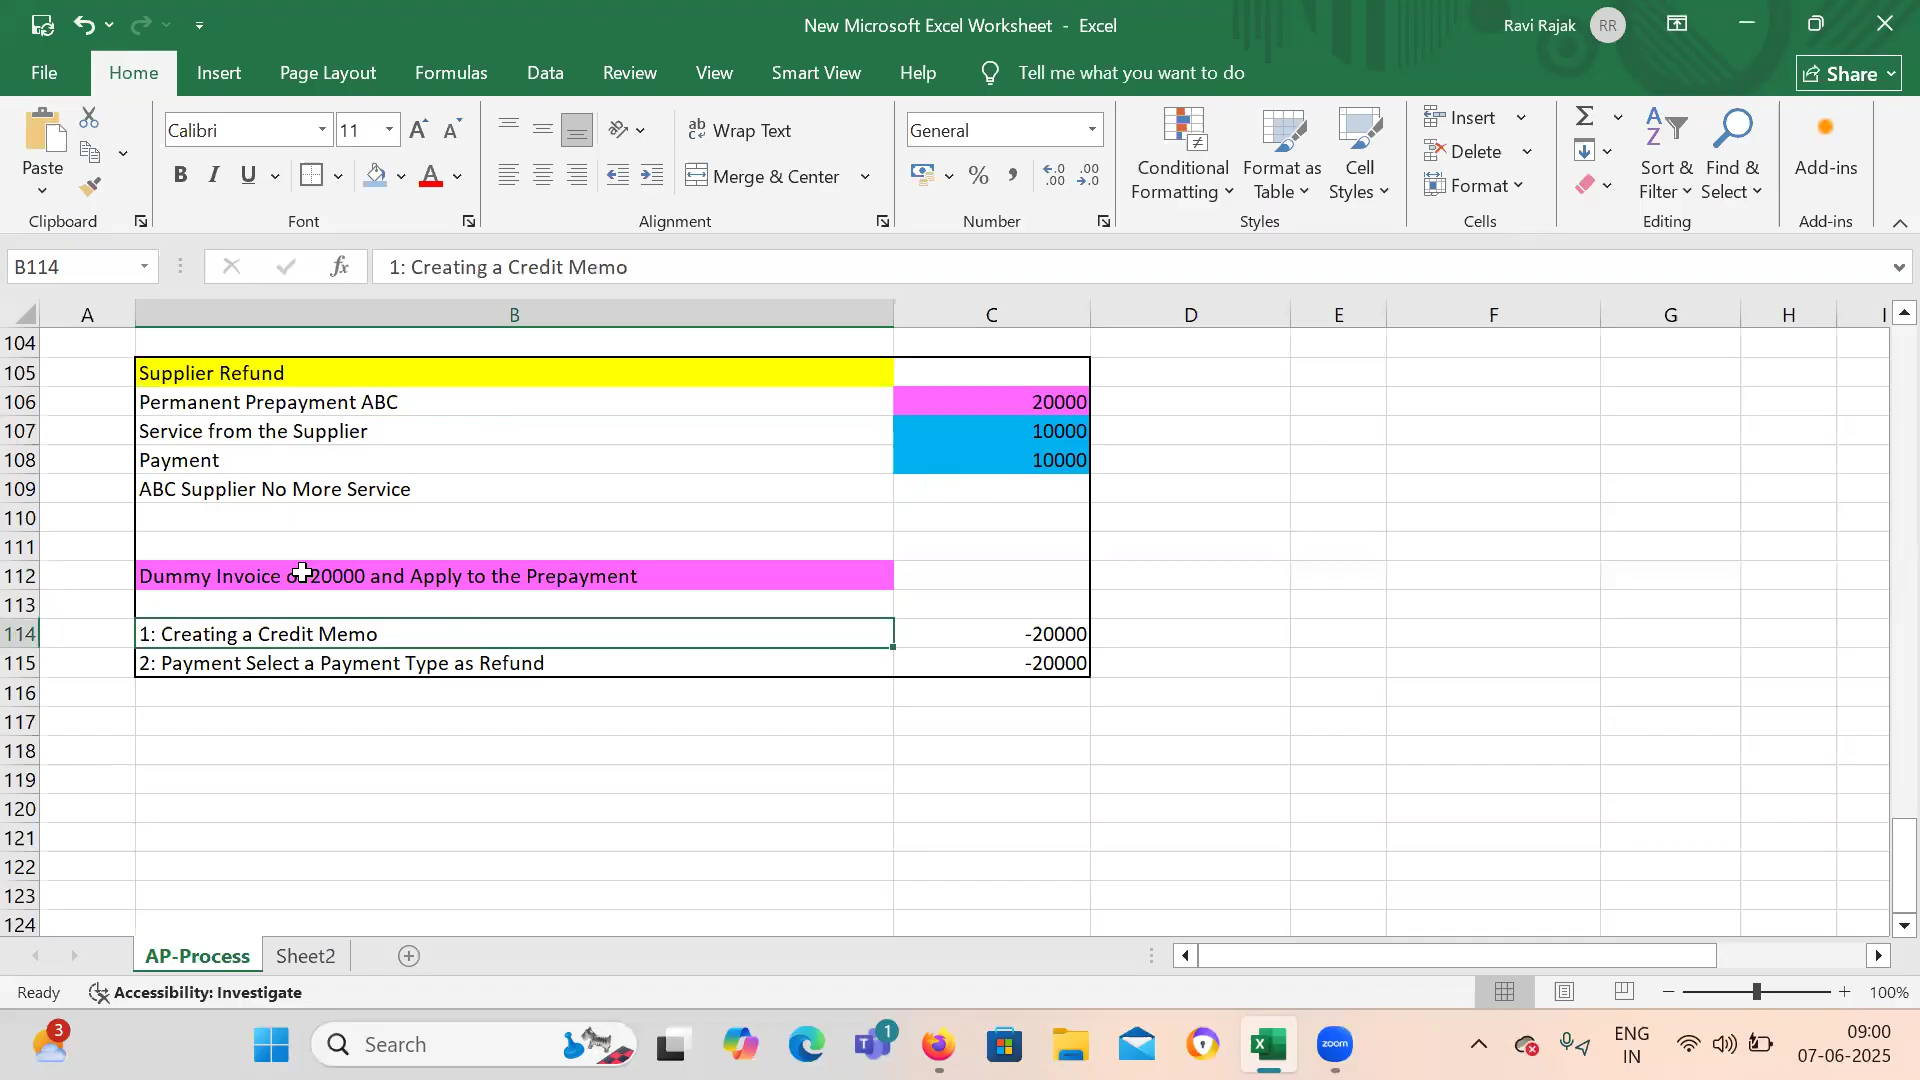 New Microsoft Excel Worksheet - Excel
Ravi Rajak RR
File Home Insert Page Layout Formulas Data Review View Smart View Help Tell me what you want to do Share
Paste
Calibri 11
B I U
Wrap Text
Merge & Center
General
% , .00
Conditional Formatting
Format as Table
Cell Styles
Insert
Delete
Format
Sort & Filter
Find & Select
Add-ins
Clipboard Font Alignment Number Styles Cells Editing Add-ins
B114 fx 1: Creating a Credit Memo
A B C D E F G H I
104
105 Supplier Refund
106 Permanent Prepayment ABC 20000
107 Service from the Supplier 10000
108 Payment 10000
109 ABC Supplier No More Service
110
111
112 Dummy Invoice 20000 and Apply to the Prepayment
113
114 1: Creating a Credit Memo -20000
115 2: Payment Select a Payment Type as Refund -20000
116
117
118
119
120
121
122
123
124
AP-Process Sheet2
Ready Accessibility: Investigate 100%
3 Search 1 zoom ENG IN 09:00 07-06-2025